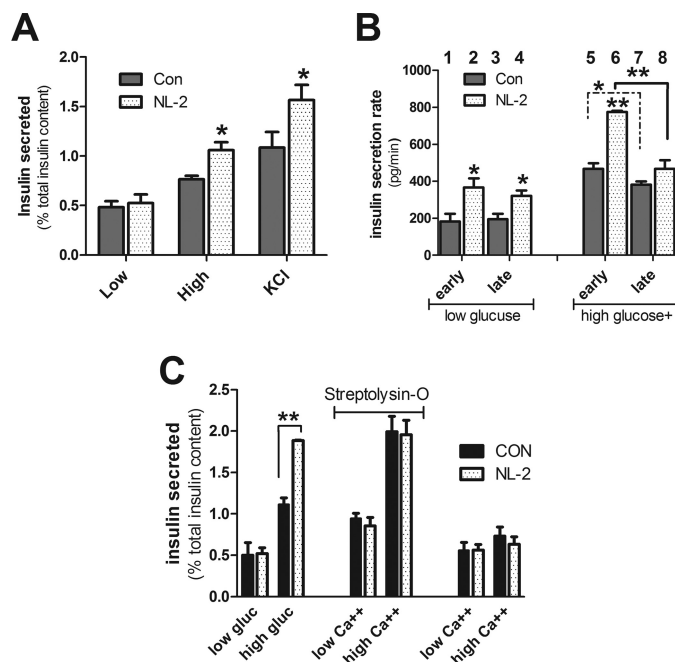 A
Insulin secreted
(% total insulin content)
2.0
1.5
1.0
0.5
0.0
Con
NL-2
*
*
Low
High
KCl
B
insulin secretion rate
(pg/min)
1000
800
600
400
200
0
1 2 3 4
5 6 7 8
Con
NL-2
*
*
*
**
**
early
late
early
late
low glucuse
high glucose+
C
insulin secreted
(% total insulin content)
2.5
2.0
1.5
1.0
0.5
0.0
**
Streptolysin-O
CON
NL-2
low gluc
high gluc
low Ca++
high Ca++
low Ca++
high Ca++